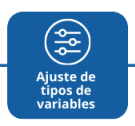 Ajuste de
tipos de
variables